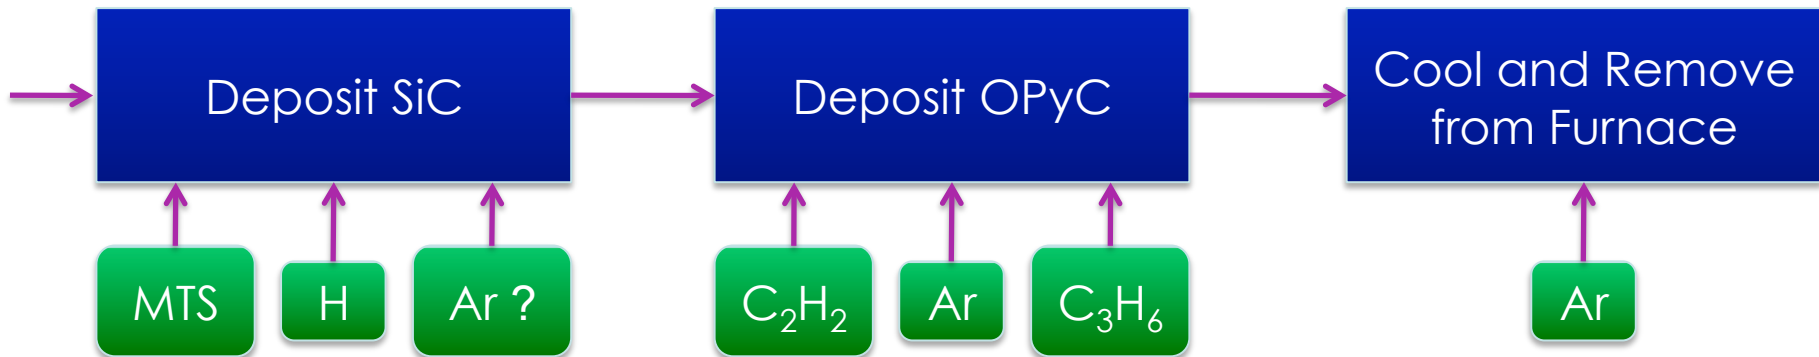 Deposit SiC
Deposit OPyC
Cool and Remove
from Furnace
MTS
H
Ar ?
C₂H₂
Ar
C₃H₆
Ar